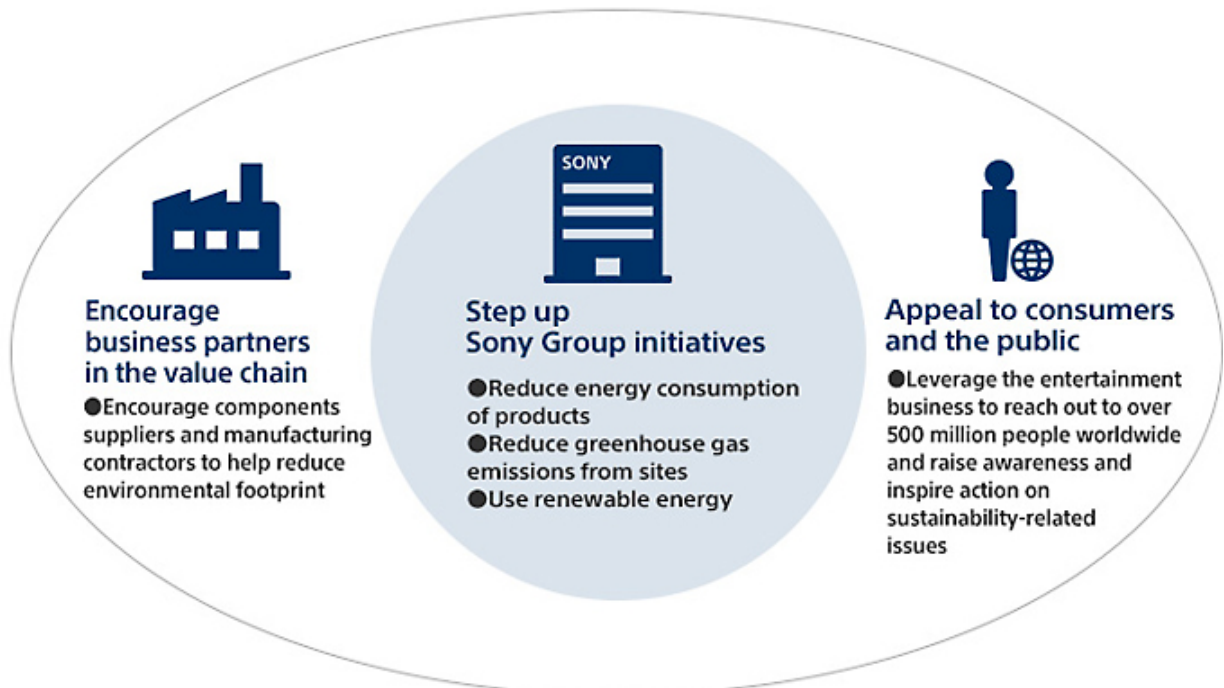 Encourage
business partners
in the value chain
●Encourage components
suppliers and manufacturing
contractors to help reduce
environmental footprint
SONY
Step up
Sony Group initiatives
●Reduce energy consumption
of products
●Reduce greenhouse gas
emissions from sites
●Use renewable energy
Appeal to consumers
and the public
●Leverage the entertainment
business to reach out to over
500 million people worldwide
and raise awareness and
inspire action on
sustainability-related
issues